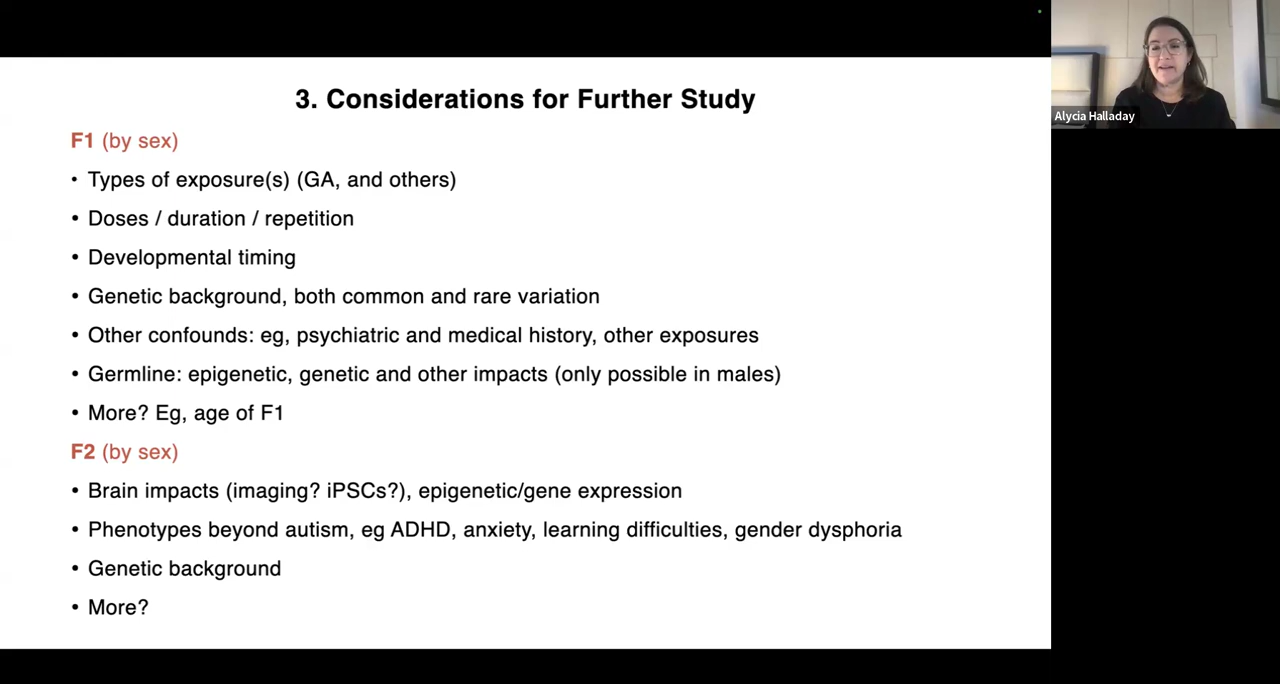 3. Considerations for Further Study
F1 (by sex)
• Types of exposure(s) (GA, and others)
• Doses / duration / repetition
• Developmental timing
• Genetic background, both common and rare variation
• Other confounds: eg, psychiatric and medical history, other exposures
• Germline: epigenetic, genetic and other impacts (only possible in males)
• More? Eg, age of F1
F2 (by sex)
• Brain impacts (imaging? iPSCs?), epigenetic/gene expression
• Phenotypes beyond autism, eg ADHD, anxiety, learning difficulties, gender dysphoria
• Genetic background
• More?
Alycia Halladay